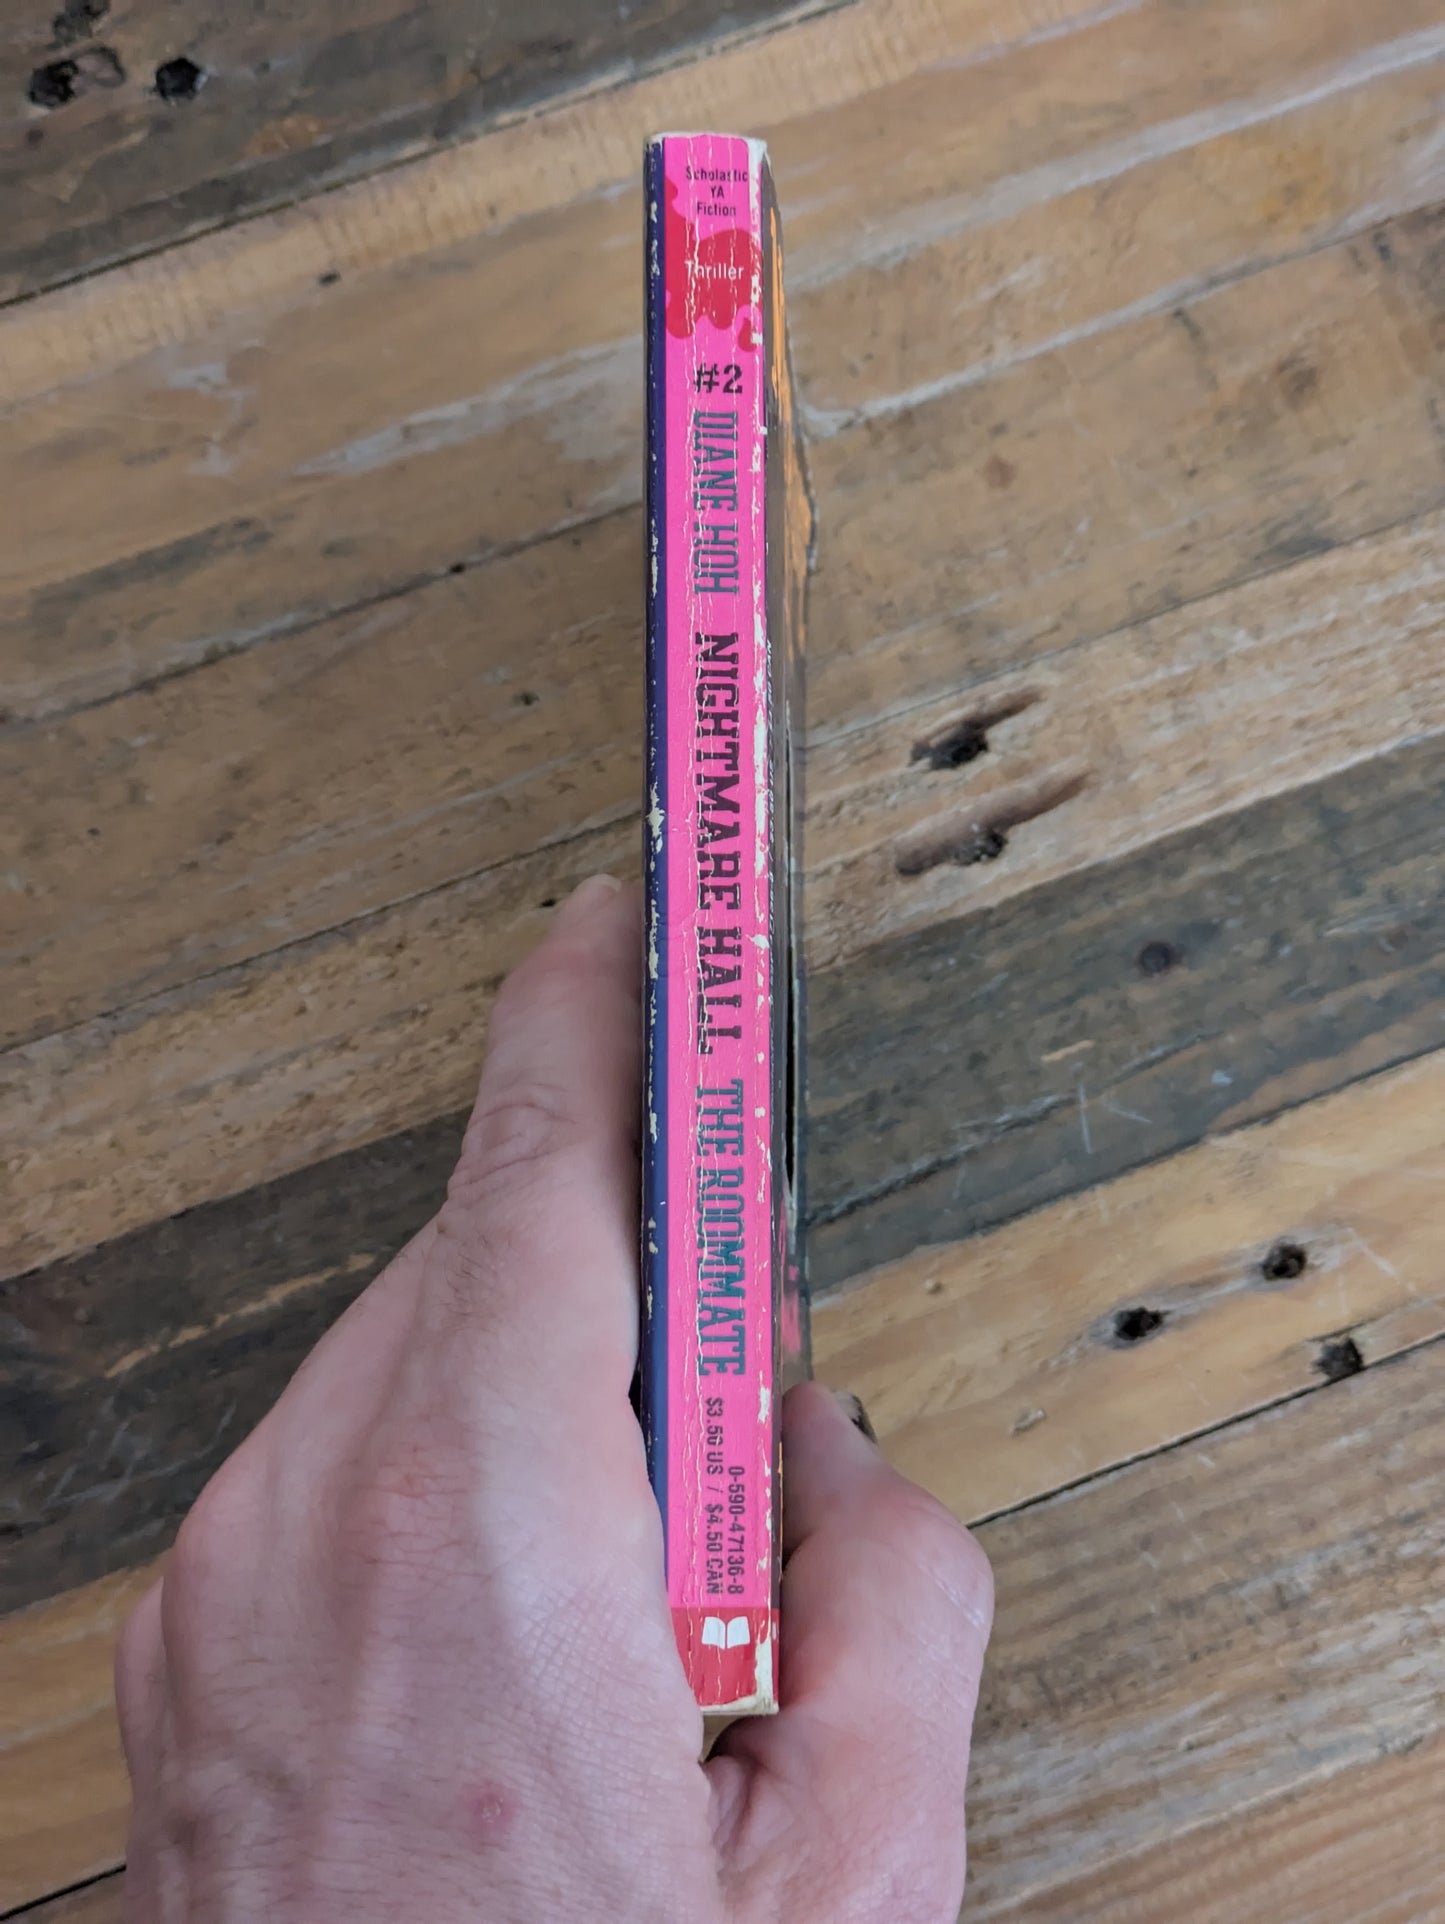 Scholastic
YA
Fiction
Thriller
#2
DIANE HOH
NIGHTMARE HALL
THE ROOMMATE
0-590-47136-8
$3.50 US / $4.50 CAN